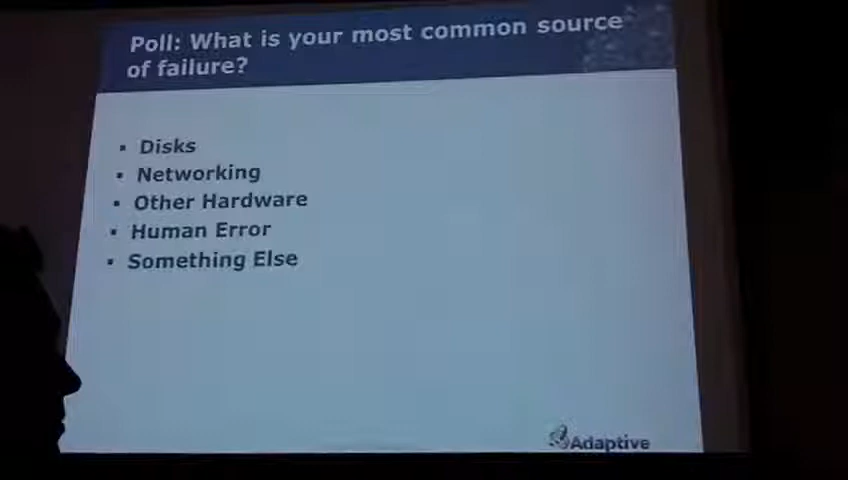 Poll: What is your most common source
of failure?
Disks
Networking
Other Hardware
Human Error
Something Else
Adaptive